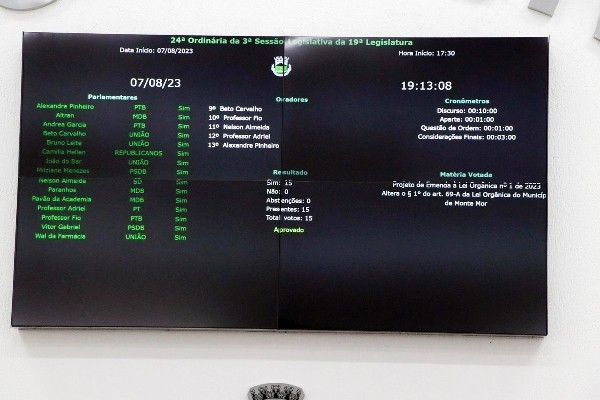 24ª Ordinária da 3ª Sessão Legislativa da 19ª Legislatura
Data Início: 07/08/2023
Hora Início: 17:30
07/08/23
19:13:08
Parlamentares
Alexandre Pinheiro PTB Sim
Altran MDB Sim
Andrea Garcia PTB Sim
Beto Carvalho UNIÃO Sim
Bruno Leite UNIÃO Sim
Camilla Hellen REPUBLICANOS Sim
João do Bar UNIÃO Sim
Milziane Menezes PSDB Sim
Nelson Almeida SD Sim
Paranhos MDB Sim
Pavão da Academia MDB Sim
Professor Adriel PT Sim
Professor Fio PTB Sim
Vitor Gabriel PSDB Sim
Wal da Farmácia UNIÃO Sim
Oradores
9º Beto Carvalho
10º Professor Fio
11º Nelson Almeida
12º Professor Adriel
13º Alexandre Pinheiro
Resultado
Sim: 15
Não: 0
Abstenções: 0
Presentes: 15
Total votos: 15
Aprovado
Cronômetros
Discurso: 00:10:00
Aparte: 00:01:00
Questão de Ordem: 00:01:00
Considerações Finais: 00:03:00
Matéria Votada
Projeto de Emenda à Lei Orgânica nº 1 de 2023
Altera o § 1º do art. 69-A da Lei Orgânica do Municíp
de Monte Mor